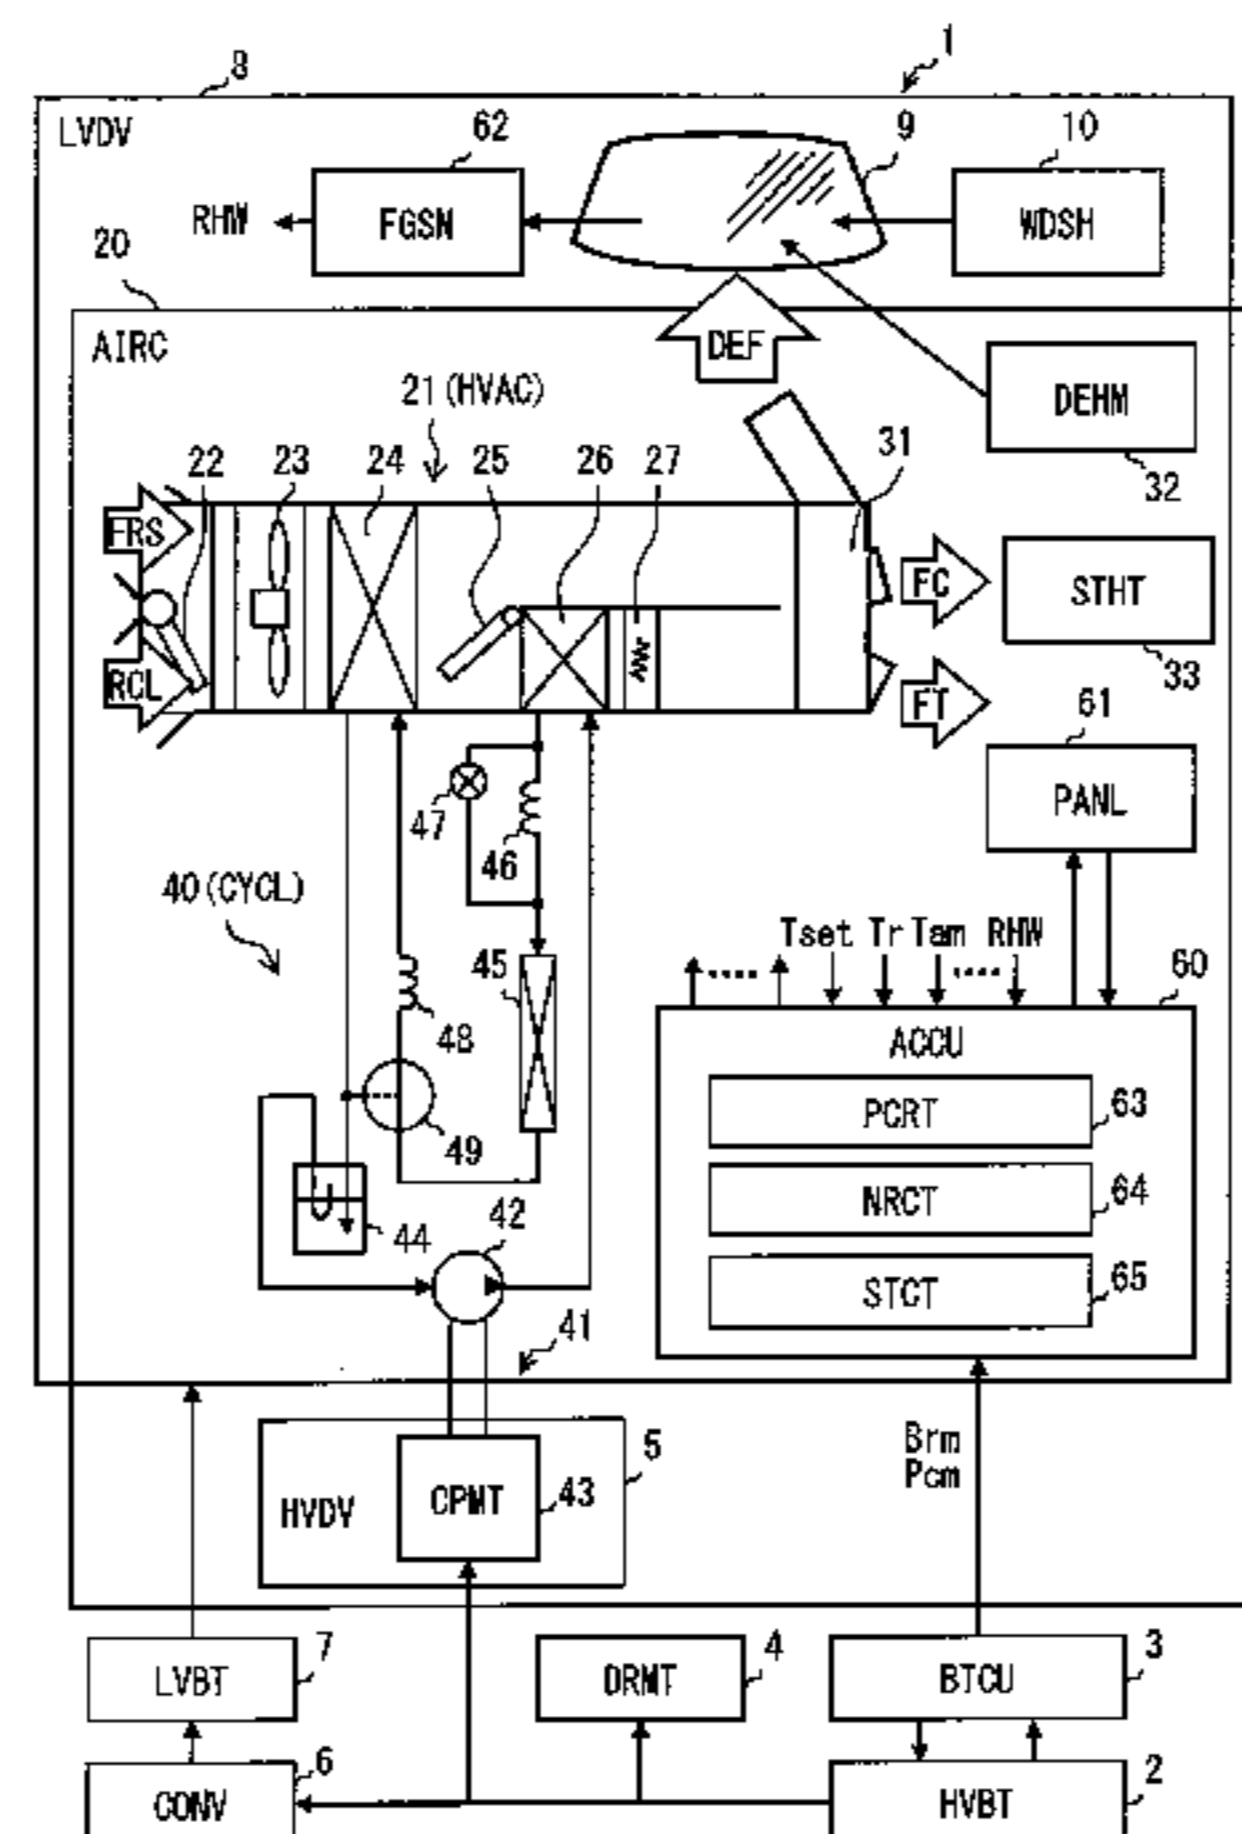 1
8
LVDV
62
9
10
RHW
FGSN
WDSH
20
AIRC
DEF
21(HVAC)
DEHM
22
23
24
25
26
27
31
32
FRS
FC
STHT
RCL
33
FT
61
47
PANL
46
40(CYCL)
Tset Tr Tam RHW
45
60
48
ACCU
PCRT
63
49
NRCT
64
42
44
STCT
65
41
Brm
Pcm
5
HVDV
CPMT
43
7
4
3
LVBT
DRMT
BTCU
6
2
CONV
HVBT